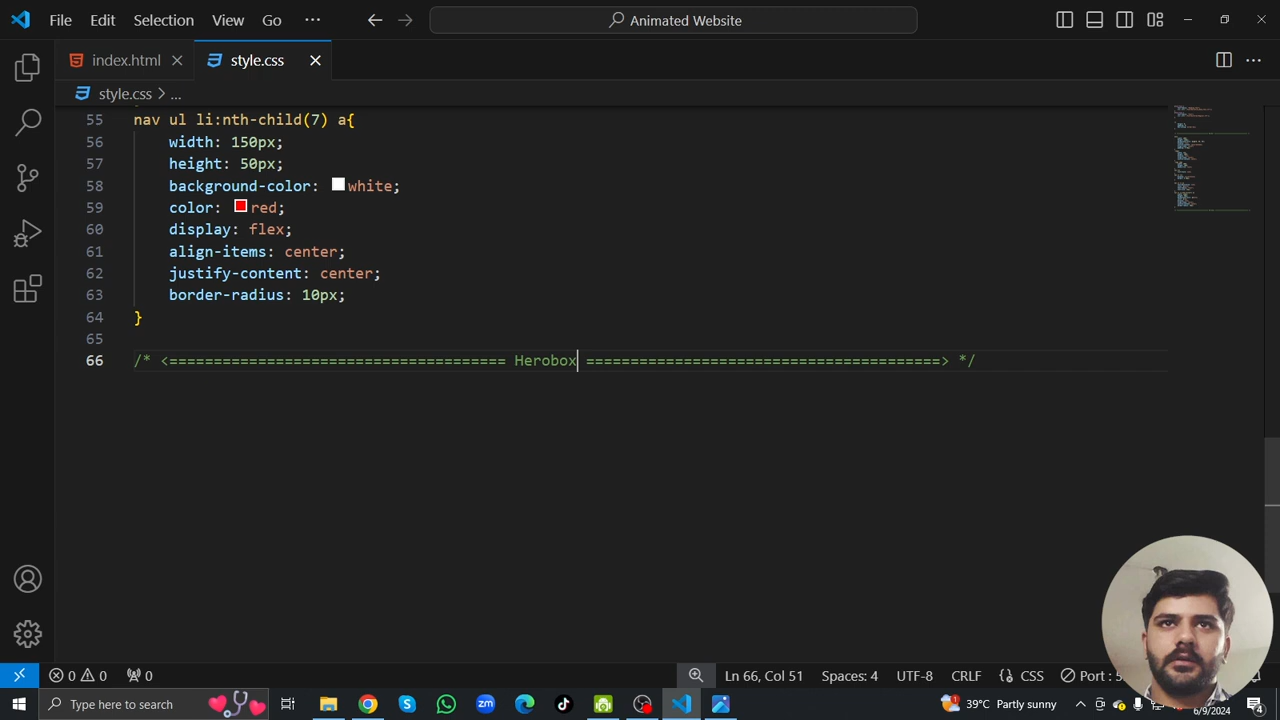 File Edit Selection View Go ··· Animated Website
index.html style.css
style.css > ...
55 nav ul li:nth-child(7) a{
56 width: 150px;
57 height: 50px;
58 background-color: white;
59 color: red;
60 display: flex;
61 align-items: center;
62 justify-content: center;
63 border-radius: 10px;
64 }
65
66 /* <====================================== Herobox ========================================> */
0 0 0 Ln 66, Col 51 Spaces: 4 UTF-8 CRLF CSS Port : 5
Type here to search 39°C Partly sunny 6/9/2024 4